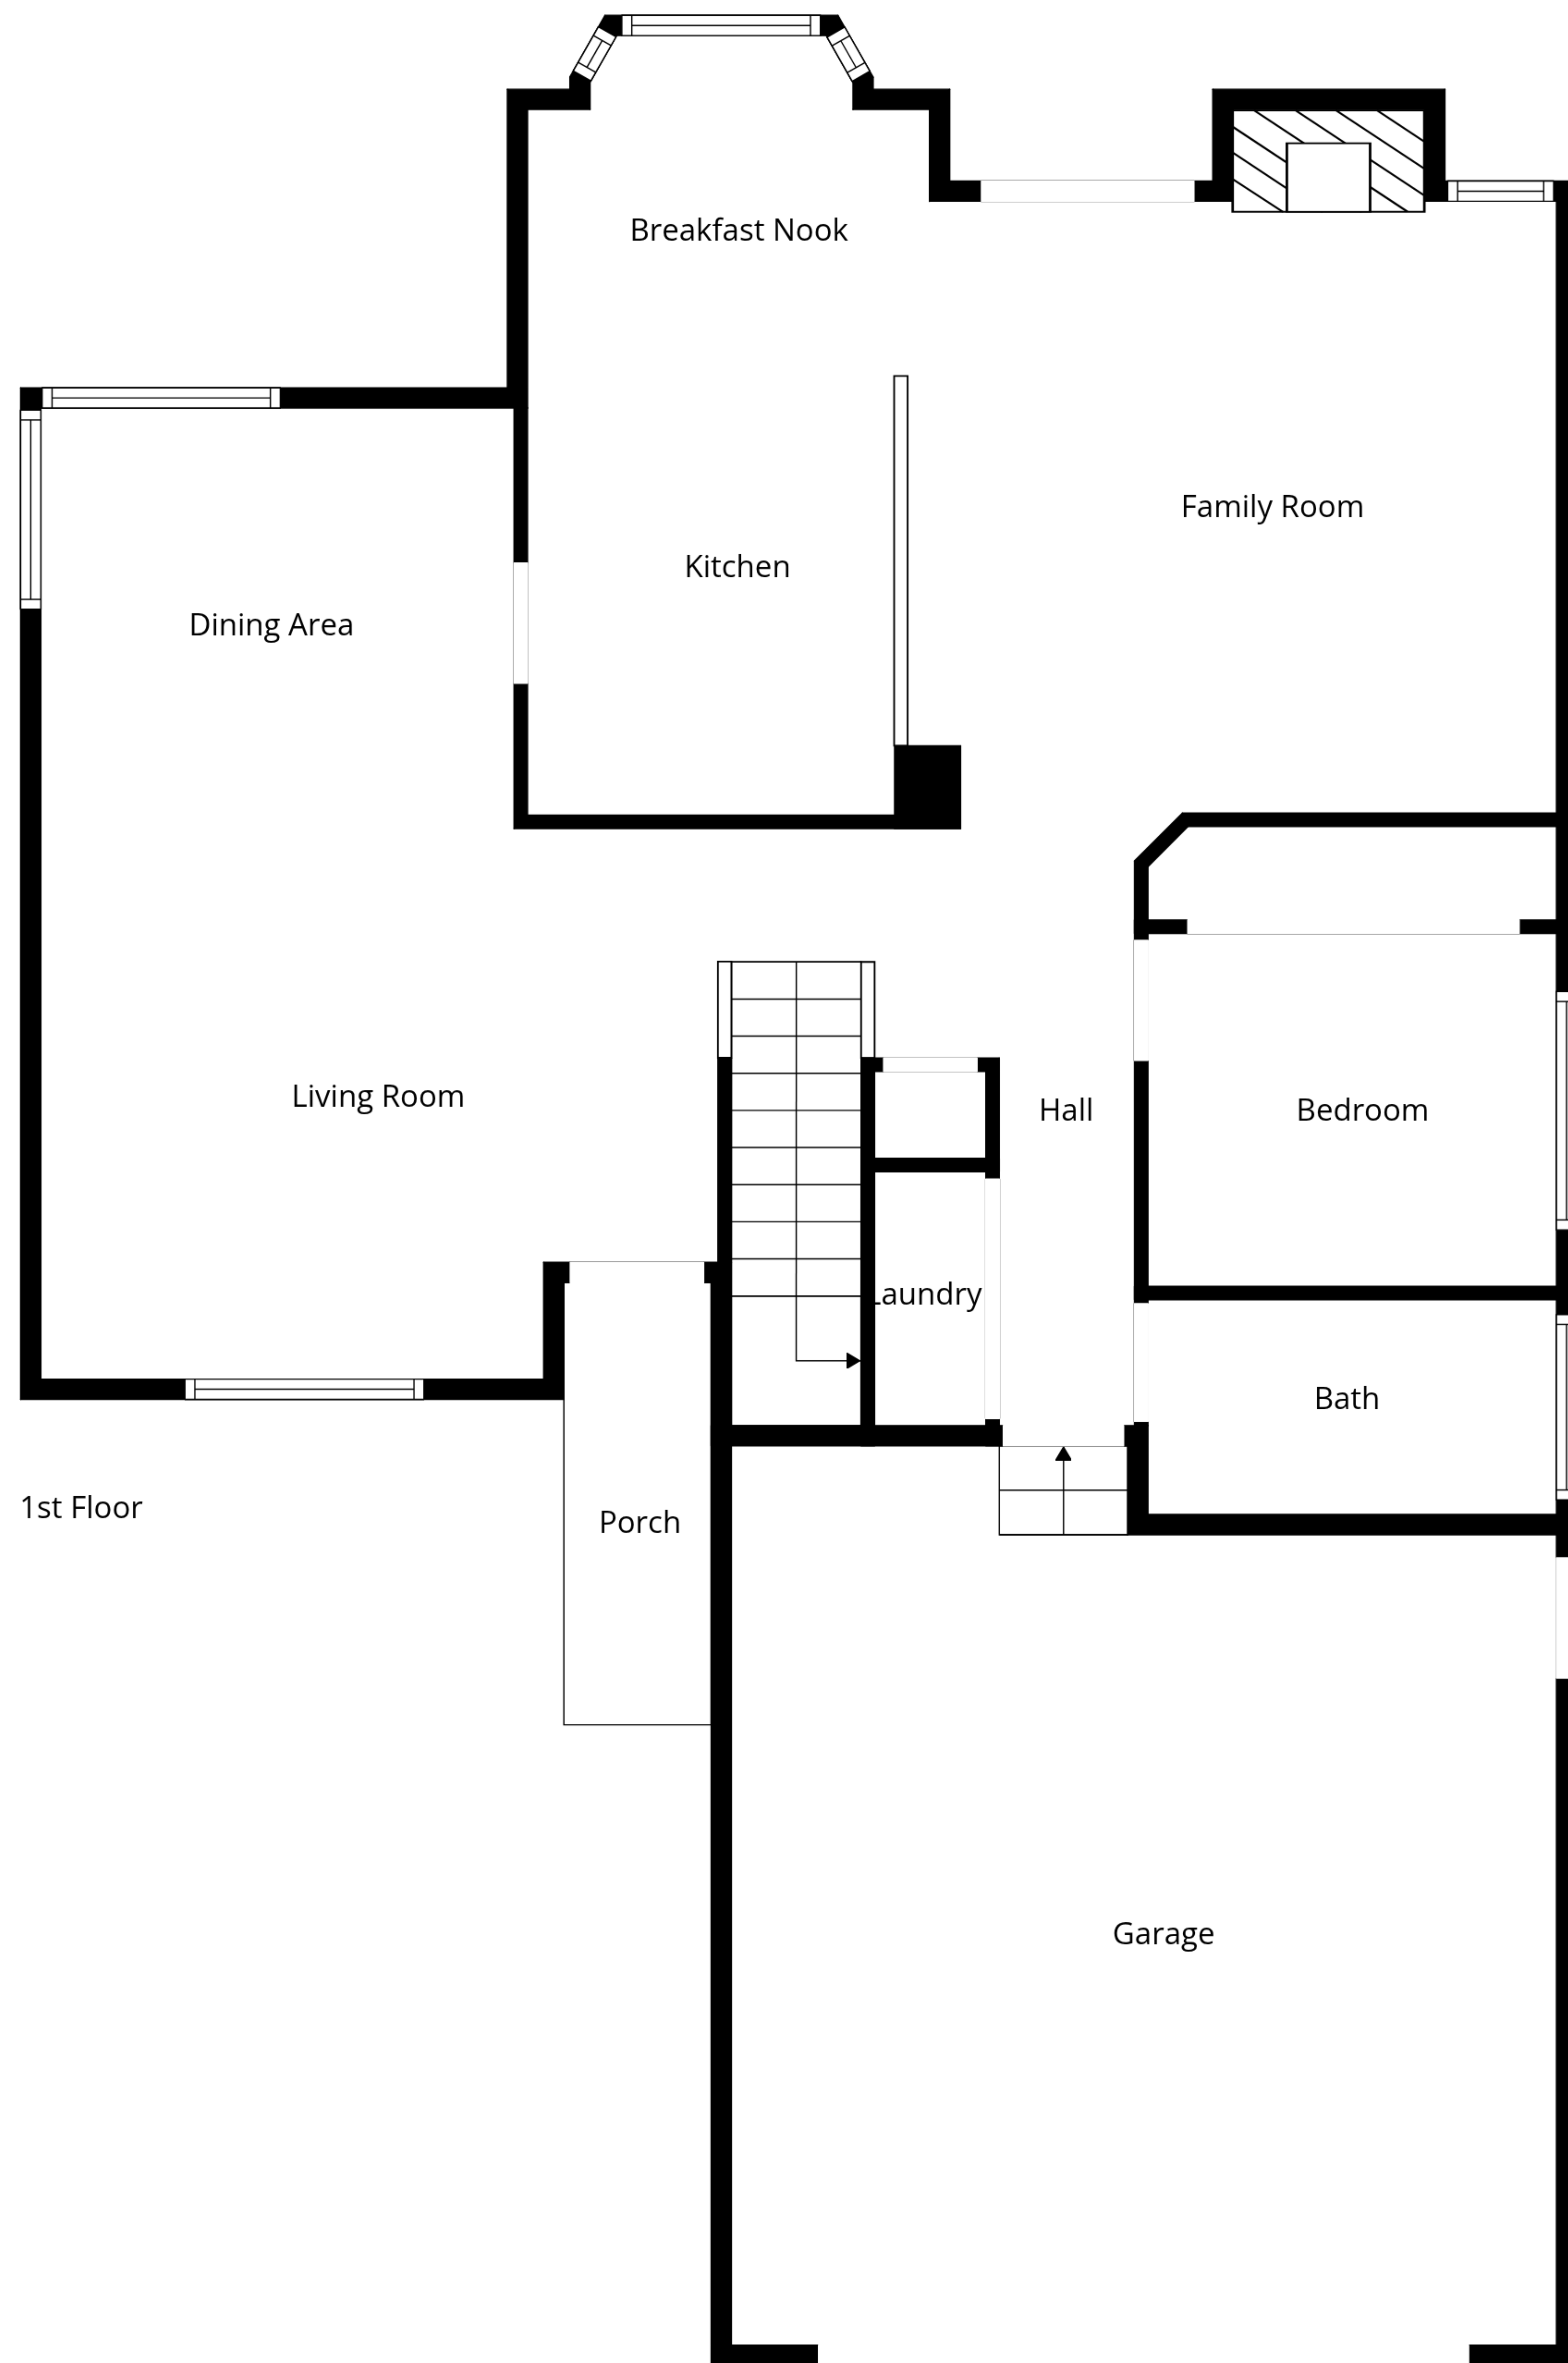 Breakfast Nook
Family Room
Kitchen
Dining Area
Living Room
Hall
Bedroom
Laundry
Bath
1st Floor
Porch
Garage